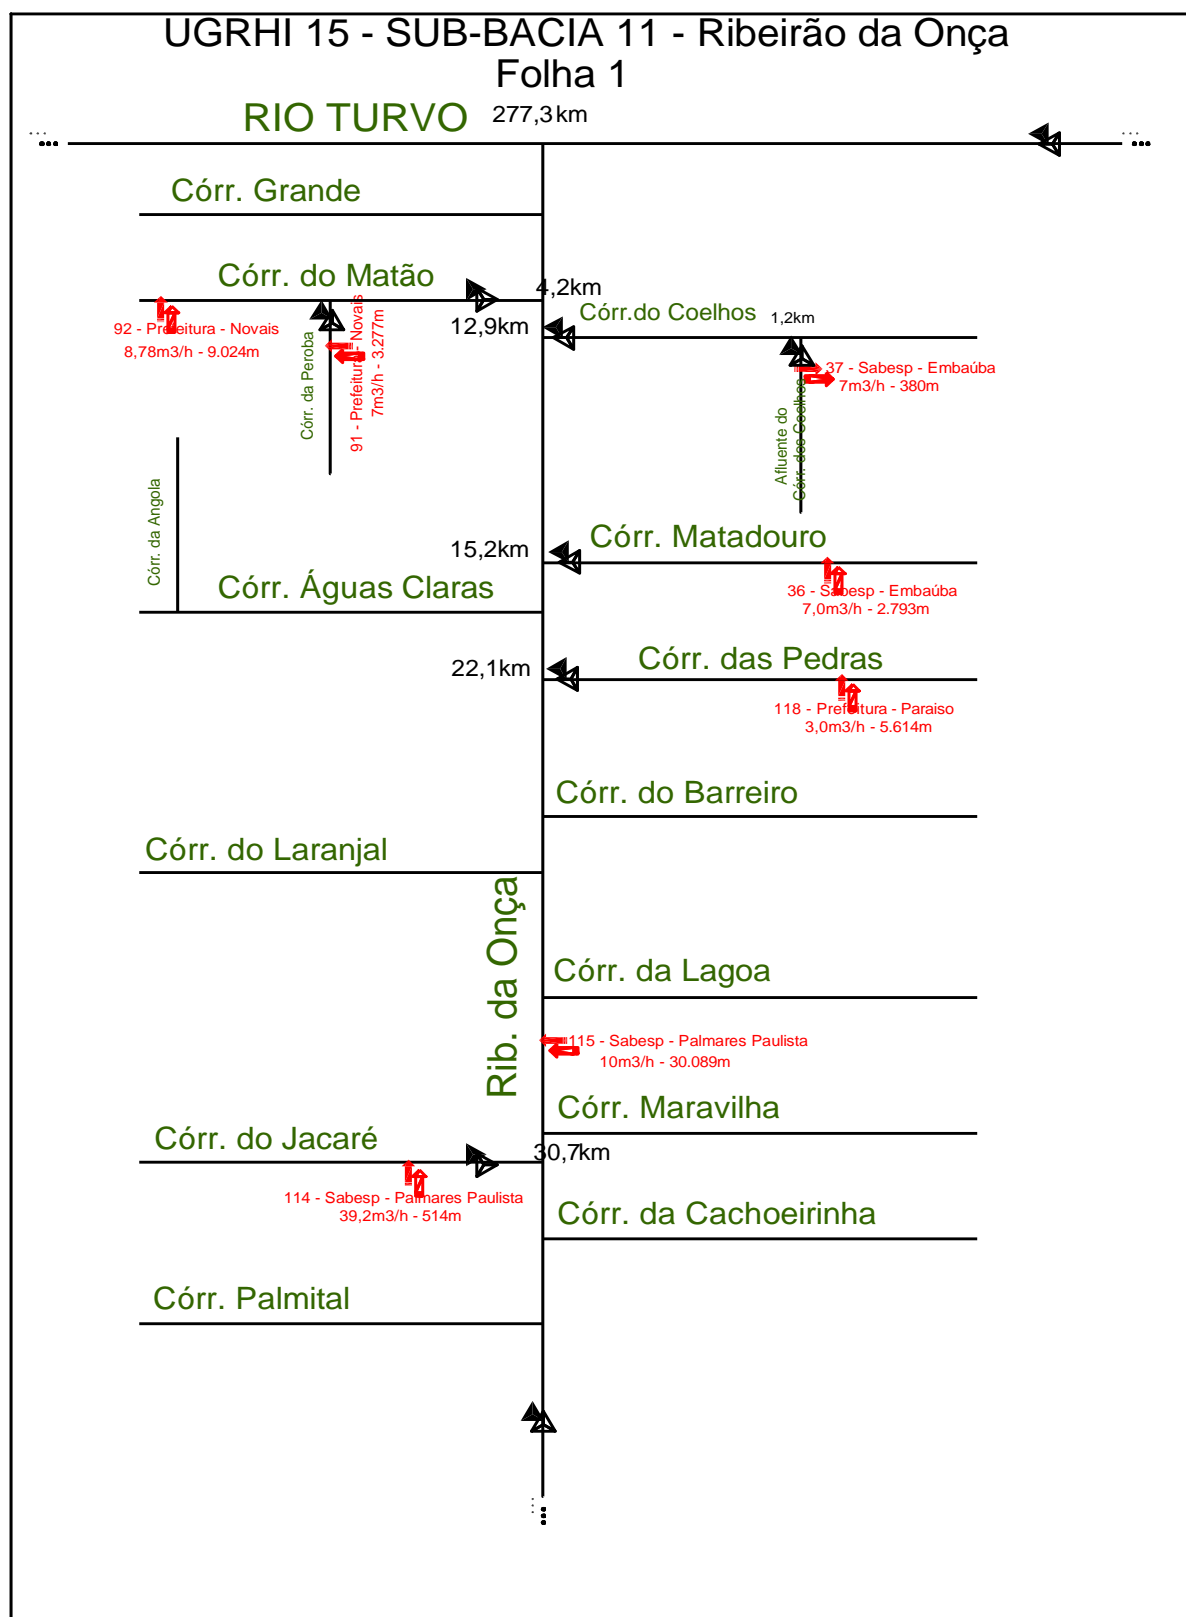 UGRHI 15 - SUB-BACIA 11 - Ribeirão da Onça
Folha 1
RIO TURVO
277,3km
Córr. Grande
Córr. do Matão
4,2km
92 - Prefeitura - Novais
8,78m3/h - 9.024m
Córr. da Peroba
91 - Prefeitura - Novais
7m3/h - 3.277m
12,9km
Córr.do Coelhos
1,2km
37 - Sabesp - Embaúba
7m3/h - 380m
Afluente do
Córr. dos Coelhos
Córr. da Angola
15,2km
Córr. Matadouro
36 - Sabesp - Embaúba
7,0m3/h - 2.793m
Córr. Águas Claras
22,1km
Córr. das Pedras
118 - Prefeitura - Paraiso
3,0m3/h - 5.614m
Córr. do Barreiro
Córr. do Laranjal
Rib. da Onça
Córr. da Lagoa
115 - Sabesp - Palmares Paulista
10m3/h - 30.089m
Córr. Maravilha
Córr. do Jacaré
30,7km
114 - Sabesp - Palmares Paulista
39,2m3/h - 514m
Córr. da Cachoeirinha
Córr. Palmital